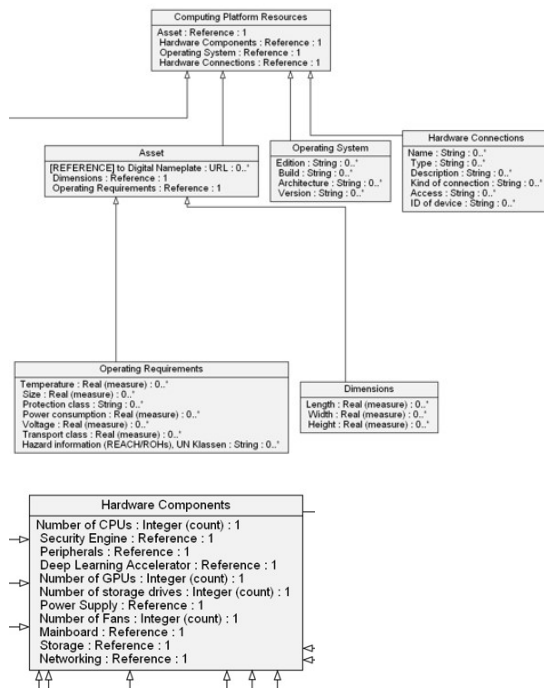 Computing Platform Resources
Asset : Reference : 1
Hardware Components : Reference : 1
Operating System : Reference : 1
Hardware Connections : Reference : 1
Asset
[REFERENCE] to Digital Nameplate : URL : 0..*
Dimensions : Reference : 1
Operating Requirements : Reference : 1
Operating System
Edition : String : 0..*
Build : String : 0..*
Architecture : String : 0..*
Version : String : 0..*
Hardware Connections
Name : String : 0..*
Type : String : 0..*
Description : String : 0..*
Kind of connection : String : 0..*
Access : String : 0..*
ID of device : String : 0..*
Operating Requirements
Temperature : Real (measure) : 0..*
Size : Real (measure) : 0..*
Protection class : String : 0..*
Power consumption : Real (measure) : 0..*
Voltage : Real (measure) : 0..*
Transport class : Real (measure) : 0..*
Hazard information (REACH/ROHs), UN Klassen : String : 0..*
Dimensions
Length : Real (measure) : 0..*
Width : Real (measure) : 0..*
Height : Real (measure) : 0..*
Hardware Components
Number of CPUs : Integer (count) : 1
Security Engine : Reference : 1
Peripherals : Reference : 1
Deep Learning Accelerator : Reference : 1
Number of GPUs : Integer (count) : 1
Number of storage drives : Integer (count) : 1
Power Supply : Reference : 1
Number of Fans : Integer (count) : 1
Mainboard : Reference : 1
Storage : Reference : 1
Networking : Reference : 1